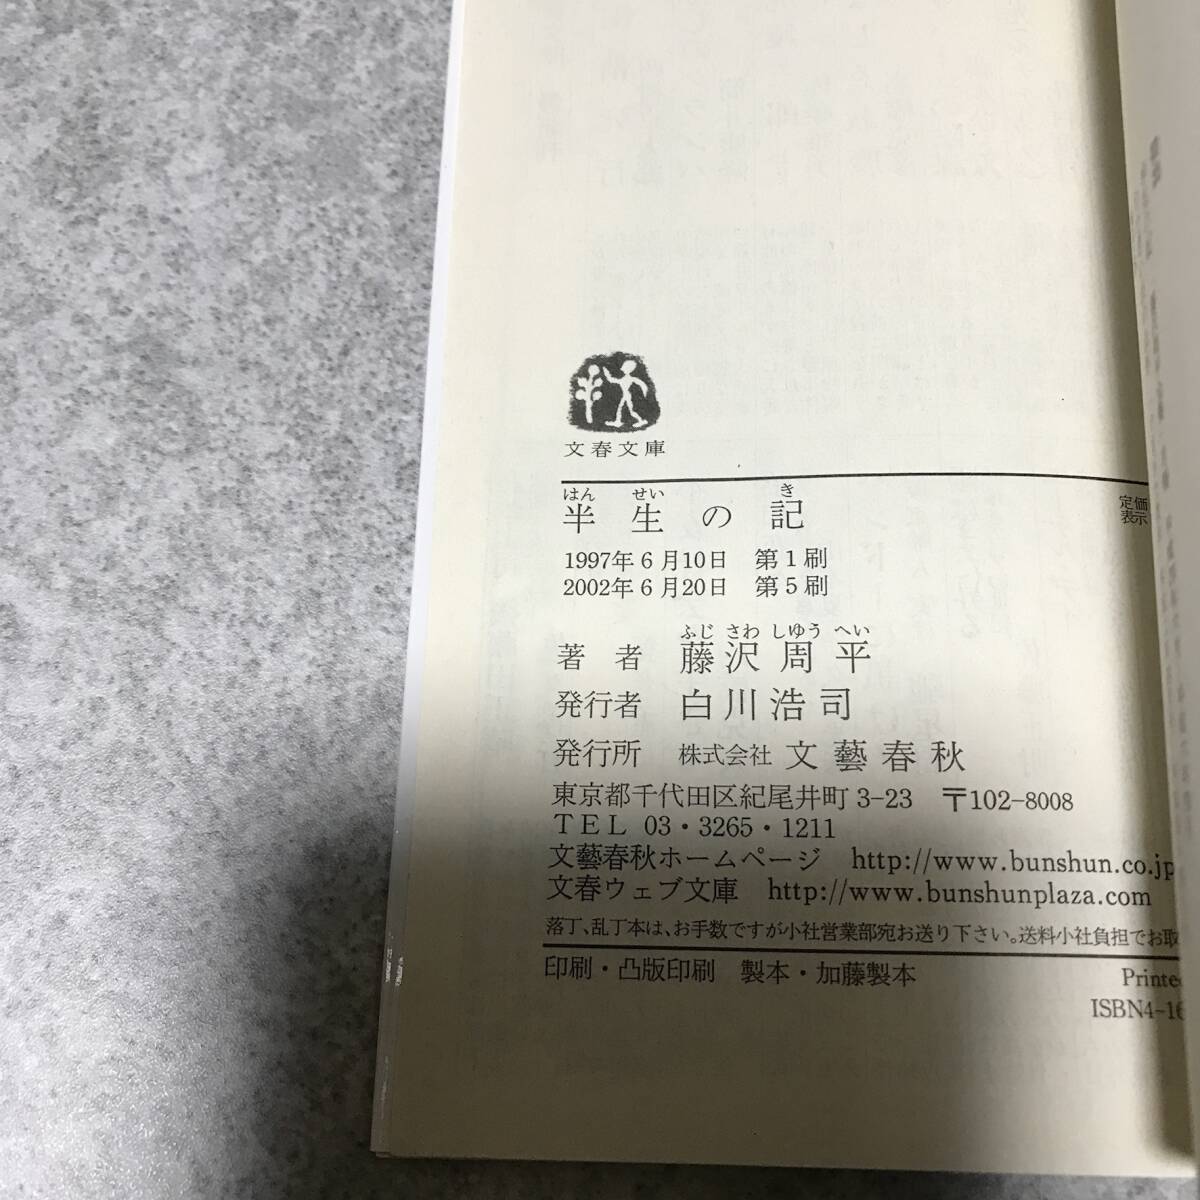 文春文庫
はん せい き
半生の記
定価
表示
1997年6月10日 第1刷
2002年6月20日 第5刷
ふじ さわ しゆう へい
著者 藤沢周平
発行者 白川浩司
発行所 株式会社 文藝春秋
東京都千代田区紀尾井町 3-23 〒102-8008
TEL 03・3265・1211
文藝春秋ホームページ http://www.bunshun.co.jp
文春ウェブ文庫 http://www.bunshunplaza.com
落丁、乱丁本は、お手数ですが小社営業部宛お送り下さい。送料小社負担でお取
印刷・凸版印刷 製本・加藤製本
Printed
ISBN4-16